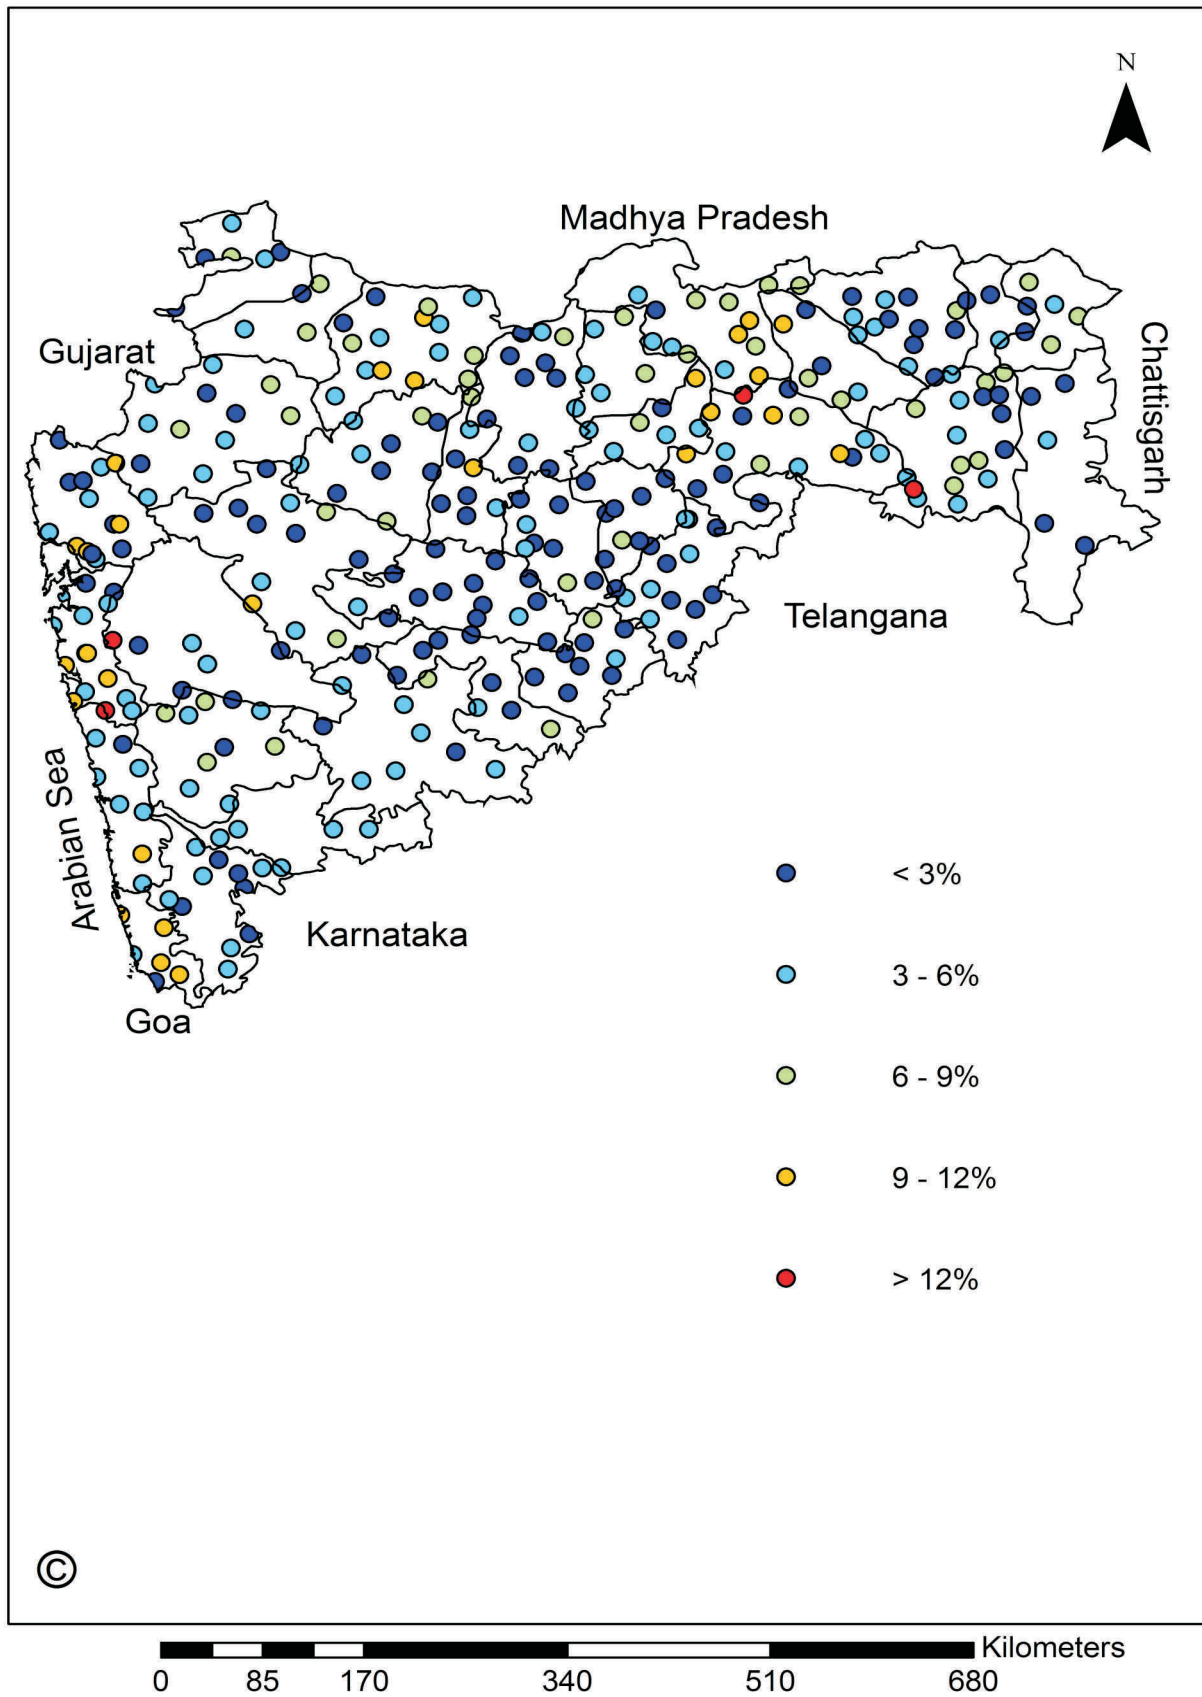 N
Madhya Pradesh
Gujarat
Chattisgarh
Telangana
Arabian Sea
Karnataka
Goa
< 3%
3 - 6%
6 - 9%
9 - 12%
> 12%
©
Kilometers
0 85 170 340 510 680